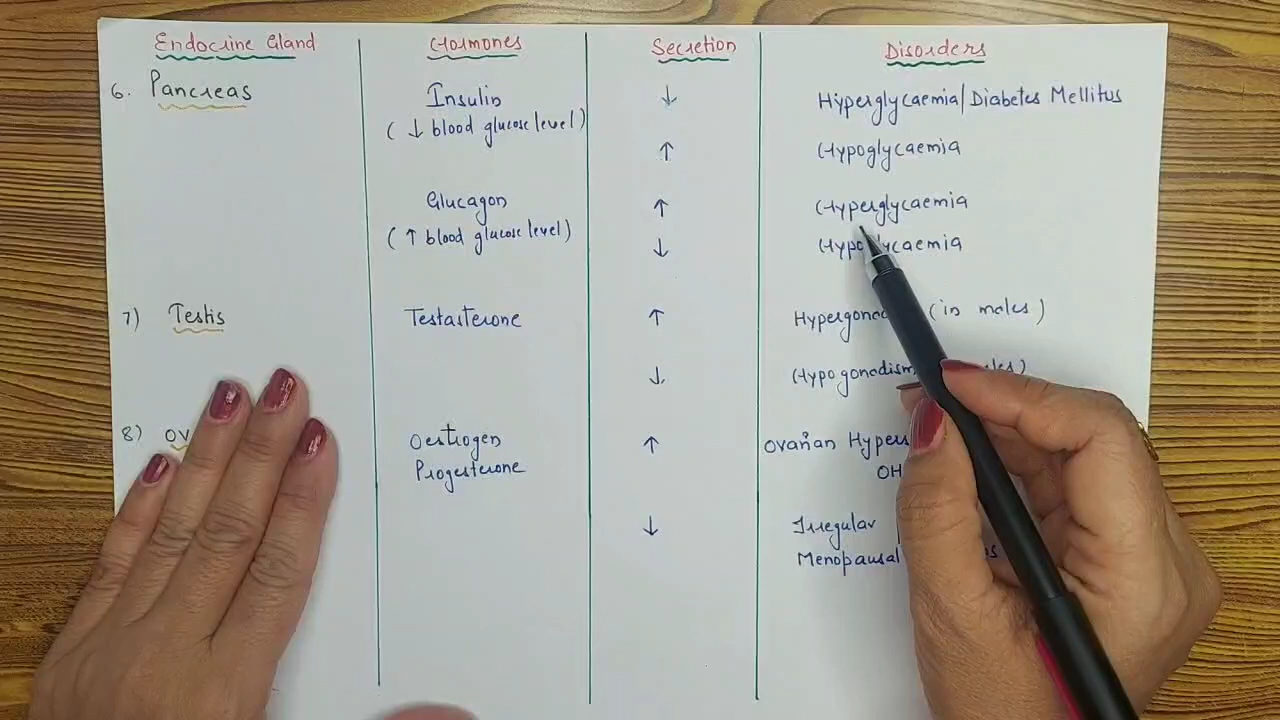 Endocrine Gland Hormones Secretion Disorders
6. Pancreas Insulin ↓ Hyperglycaemia/Diabetes Mellitus
( ↓ blood glucose level)
↑ Hypoglycaemia
Glucagon ↑ Hyperglycaemia
( ↑ blood glucose level)
↓ Hypoglycaemia
7) Testis Testosterone ↑ (in males)
↓ Hypogonadism
8) Oestrogen ↑ Ovarian
Progesterone
↓ Irregular
Menopausal